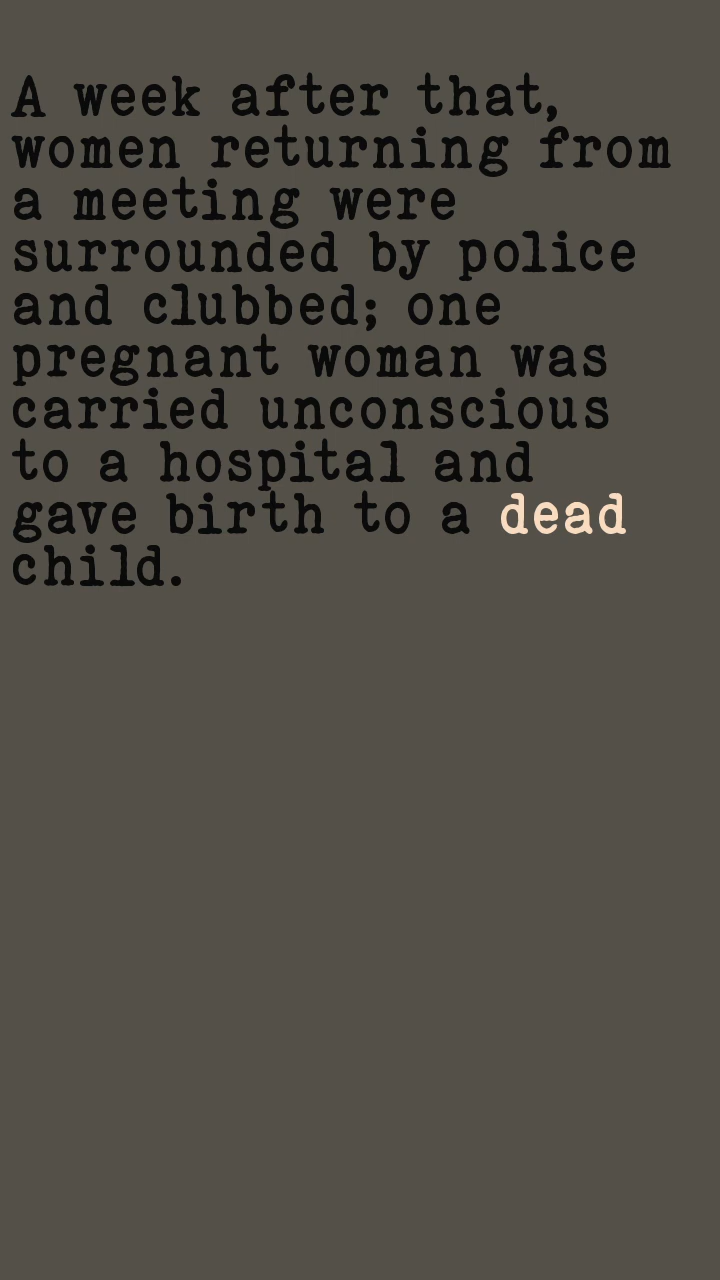 A week after that,
women returning from
a meeting were
surrounded by police
and clubbed; one
pregnant woman was
carried unconscious
to a hospital and
gave birth to a dead
child.